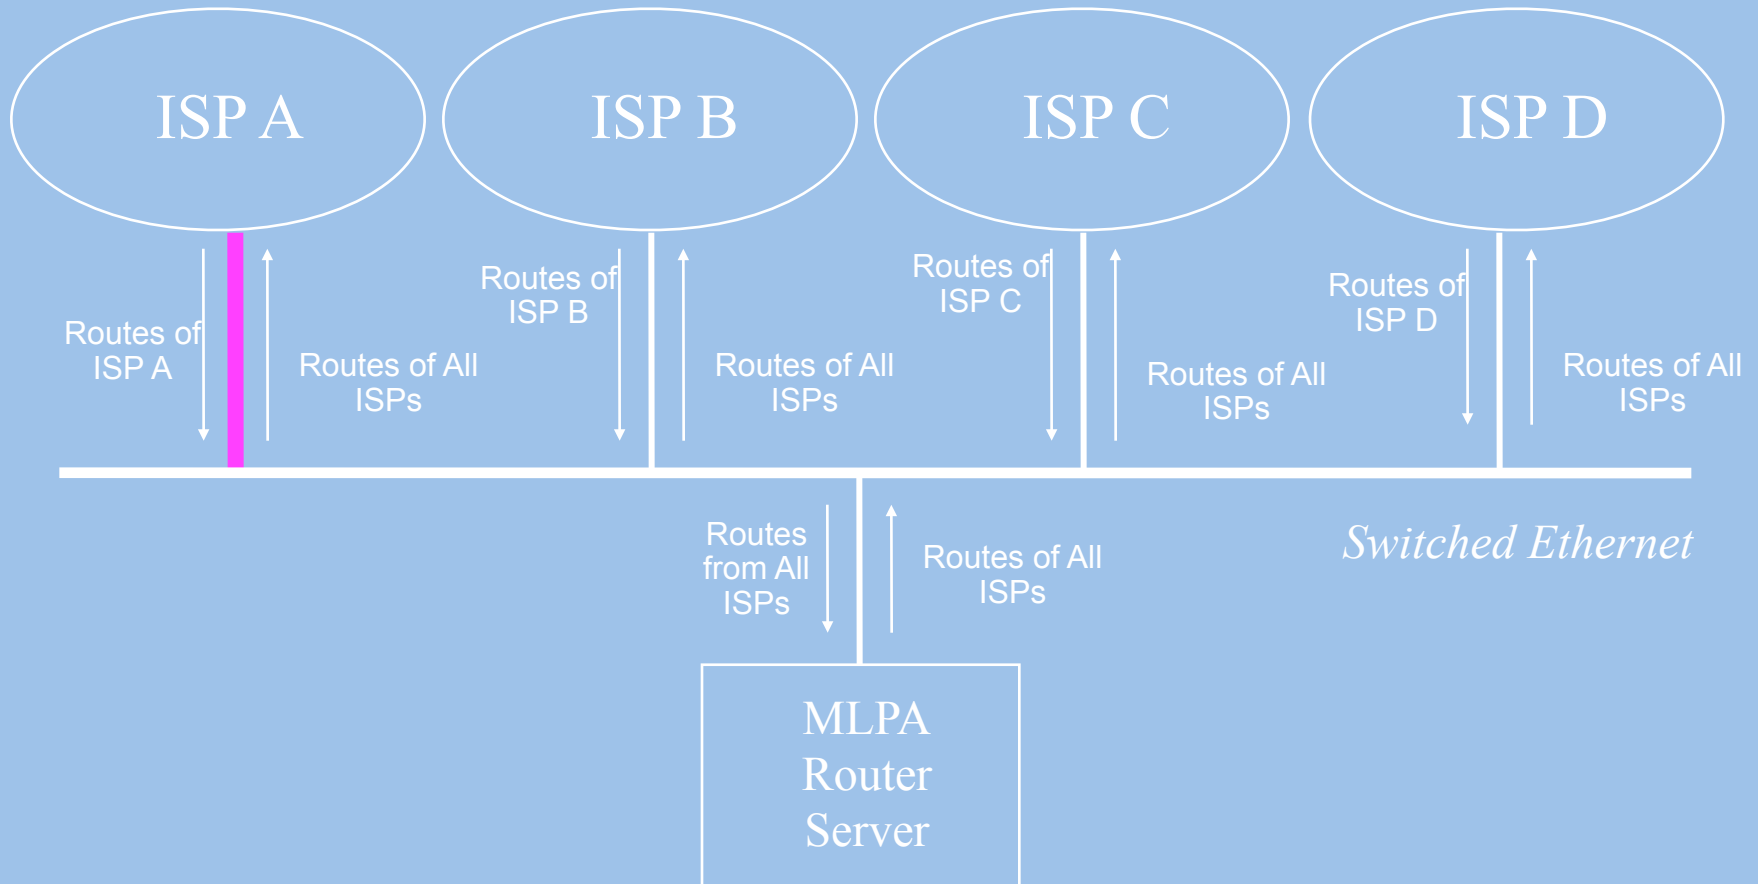 ISP A
ISP B
ISP C
ISP D
Routes of
ISP A
Routes of All
ISPs
Routes of
ISP B
Routes of All
ISPs
Routes of
ISP C
Routes of All
ISPs
Routes of
ISP D
Routes of All
ISPs
Routes
from All
ISPs
Routes of All
ISPs
Switched Ethernet
MLPA
Router
Server